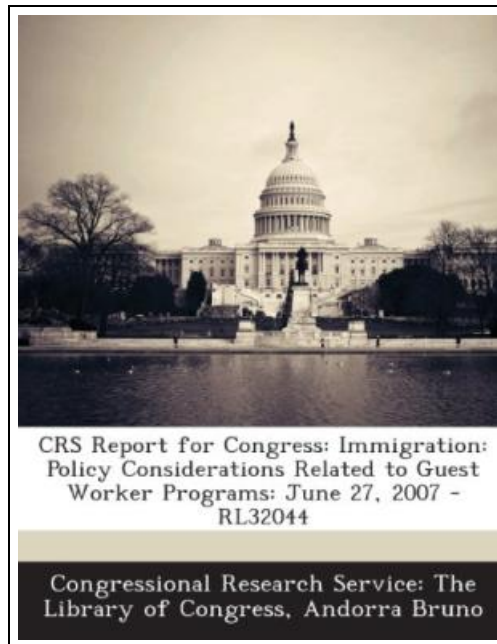 CRS Report for Congress: Immigration:
Policy Considerations Related to Guest
Worker Programs: June 27, 2007 -
RL32044
Congressional Research Service: The
Library of Congress, Andorra Bruno